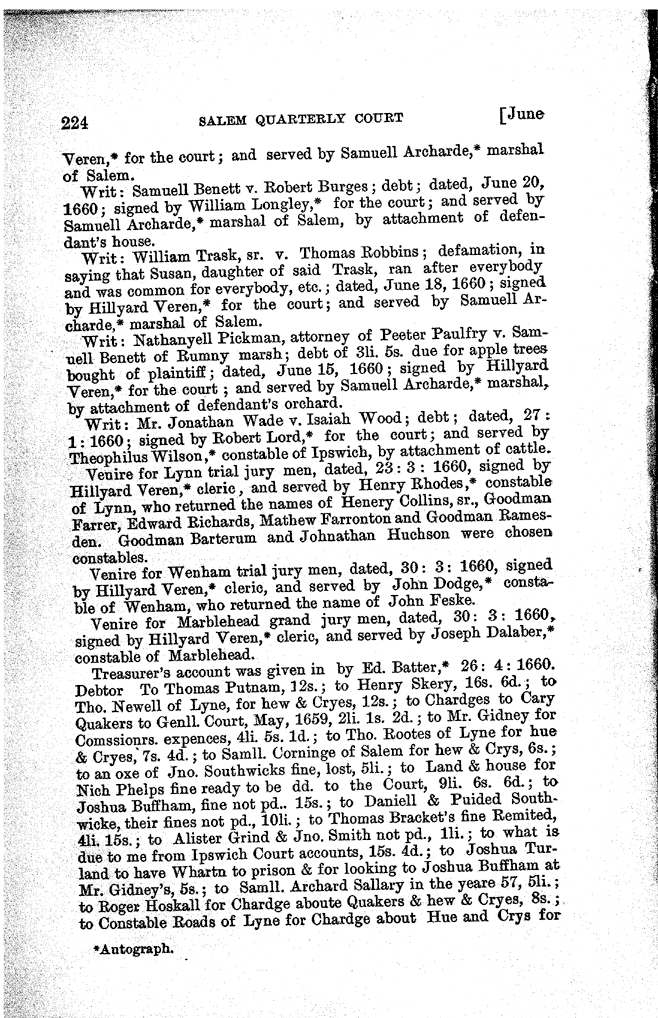 224 SALEM QUARTERLY COURT [June
Veren,* for the court; and served by Samuell Archarde,* marshal
of Salem.
Writ: Samuell Benett v. Robert Burges; debt; dated, June 20,
1660; signed by William Longley,* for the court; and served by
Samuell Archarde,* marshal of Salem, by attachment of defen-
dant's house.
Writ: William Trask, sr. v. Thomas Robbins; defamation, in
saying that Susan, daughter of said Trask, ran after everybody
and was common for everybody, etc.; dated, June 18, 1660; signed
by Hillyard Veren,* for the court; and served by Samuell Ar-
charde,* marshal of Salem.
Writ: Nathanyell Pickman, attorney of Peeter Paulfry v. Sam-
uell Benett of Rumny marsh; debt of 3li. 5s. due for apple trees
bought of plaintiff; dated, June 15, 1660; signed by Hillyard
Veren,* for the court; and served by Samuell Archarde,* marshal,
by attachment of defendant's orchard.
Writ: Mr. Jonathan Wade v. Isaiah Wood; debt; dated, 27:
1: 1660; signed by Robert Lord,* for the court; and served by
Theophilus Wilson,* constable of Ipswich, by attachment of cattle.
Venire for Lynn trial jury men, dated, 23: 3: 1660, signed by
Hillyard Veren,* cleric, and served by Henry Rhodes,* constable
of Lynn, who returned the names of Henery Collins, sr., Goodman
Farrer, Edward Richards, Mathew Farronton and Goodman Rames-
den. Goodman Barterum and Johnathan Huchson were chosen
constables.
Venire for Wenham trial jury men, dated, 30: 3: 1660, signed
by Hillyard Veren,* cleric, and served by John Dodge,* consta-
ble of Wenham, who returned the name of John Feske.
Venire for Marblehead grand jury men, dated, 30: 3: 1660,
signed by Hillyard Veren,* cleric, and served by Joseph Dalaber,*
constable of Marblehead.
Treasurer's account was given in by Ed. Batter,* 26: 4: 1660.
Debtor To Thomas Putnam, 12s.; to Henry Skery, 16s. 6d.; to
Tho. Newell of Lyne, for hew & Cryes, 12s.; to Chardges to Cary
Quakers to Genll. Court, May, 1659, 2li. 1s. 2d.; to Mr. Gidney for
Comssionrs. expences, 4li. 5s. 1d.; to Tho. Rootes of Lyne for hue
& Cryes, 7s. 4d.; to Samll. Corninge of Salem for hew & Crys, 6s.;
to an oxe of Jno. Southwicks fine, lost, 5li.; to Land & house for
Nich Phelps fine ready to be dd. to the Court, 9li. 6s. 6d.; to
Joshua Buffham, fine not pd.. 15s.; to Daniell & Puided South-
wicke, their fines not pd., 10li.; to Thomas Bracket's fine Remited,
4li. 15s.; to Alister Grind & Jno. Smith not pd., 1li.; to what is
due to me from Ipswich Court accounts, 15s. 4d.; to Joshua Tur-
land to have Whartn to prison & for looking to Joshua Buffham at
Mr. Gidney's, 5s.; to Samll. Archard Sallary in the yeare 57, 5li.;
to Roger Hoskall for Chardge aboute Quakers & hew & Cryes, 8s.;
to Constable Roads of Lyne for Chardge about Hue and Crys for
*Autograph.